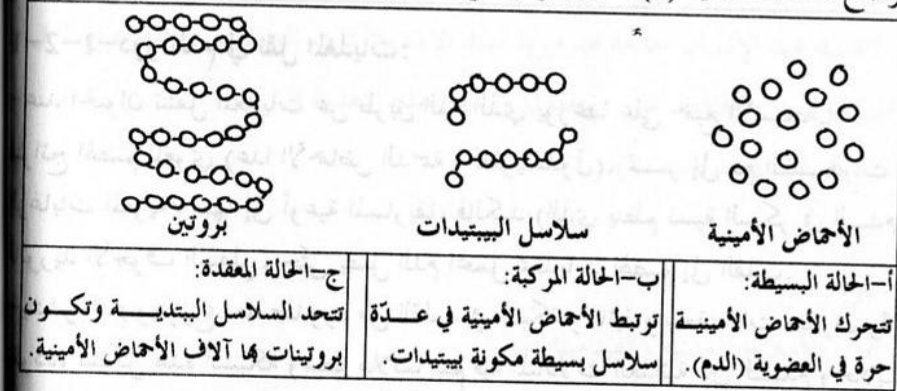 الأحماض الأمينية
سلاسل الببتيدات
بروتين
أ-الحالة البسيطة:
تتحرك الأحماض الأمينية
حرة في العضوية (الدم).
ب-الحالة المركبة:
ترتبط الأحماض الأمينية في عدّة
سلاسل بسيطة مكونة ببتيدات.
ج-الحالة المعقدة:
تتحد السلاسل الببتدية وتكون
بروتينات بها آلاف الأحماض الأمينية.